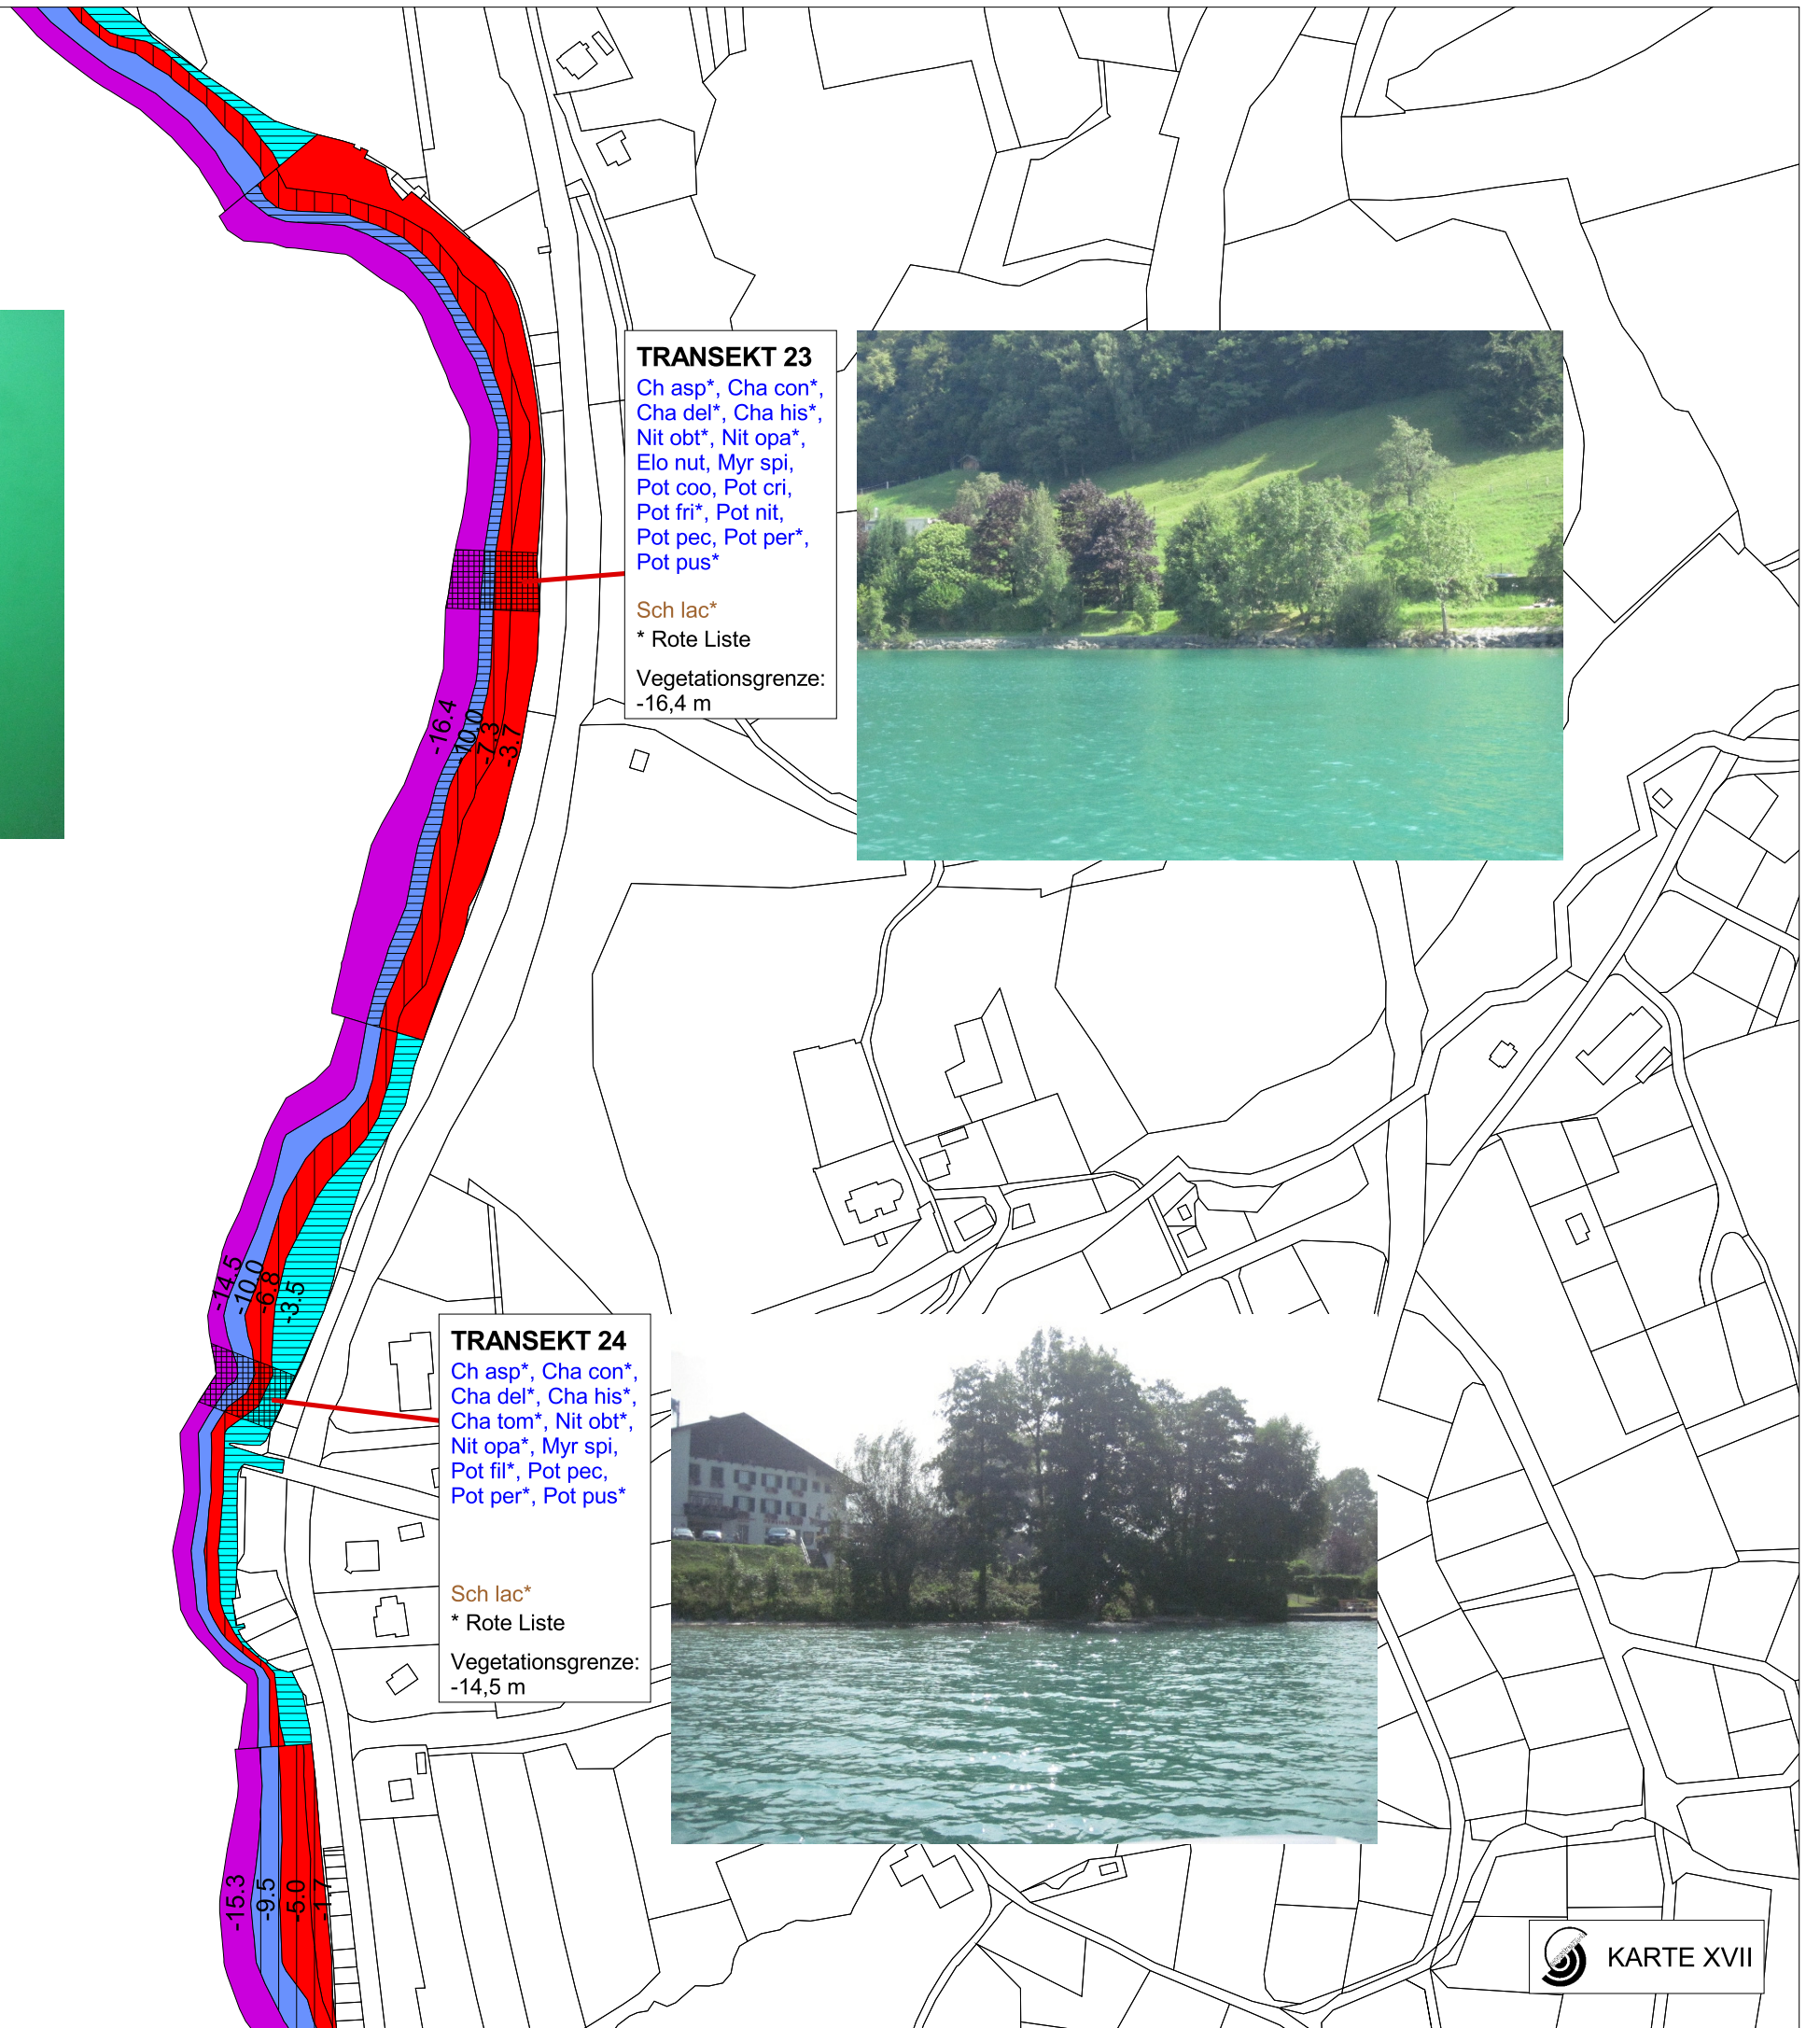 TRANSEKT 23
Ch asp*, Cha con*,
Cha del*, Cha his*,
Nit obt*, Nit opa*,
Elo nut, Myr spi,
Pot coo, Pot cri,
Pot fri*, Pot nit,
Pot pec, Pot per*,
Pot pus*
Sch lac*
* Rote Liste
Vegetationsgrenze:
-16,4 m
-16.4
-10.0
-7.3
-3.7
-14.5
-10.0
-6.8
-3.5
TRANSEKT 24
Ch asp*, Cha con*,
Cha del*, Cha his*,
Cha tom*, Nit obt*,
Nit opa*, Myr spi,
Pot fil*, Pot pec,
Pot per*, Pot pus*
Sch lac*
* Rote Liste
Vegetationsgrenze:
-14,5 m
-15.3
-9.5
-5.0
-1.7
KARTE XVII